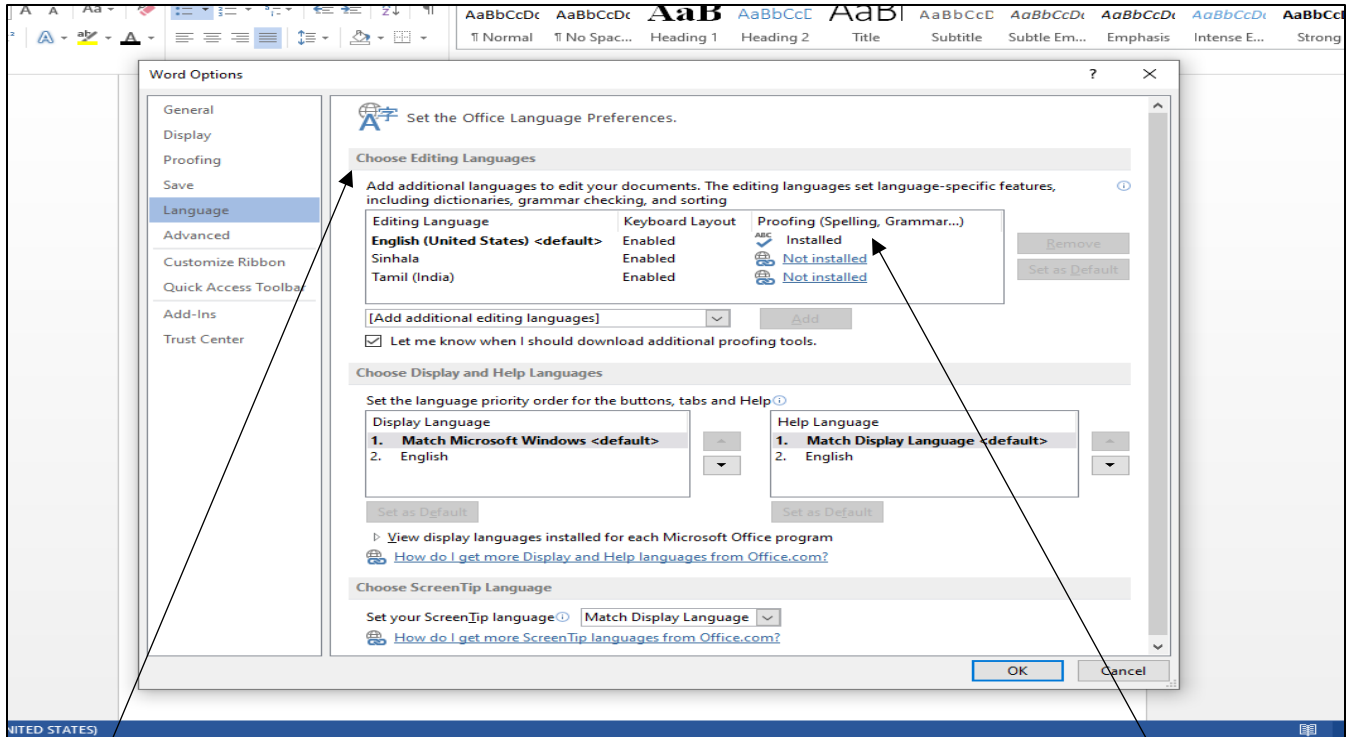 A A Aa
AaBbCcDc AaBbCcDc AaB AaBbCcE AaBI AaBbCcD AaBbCcDc AaBbCcDc AaBbCcDc AaBbCcl
¶ Normal ¶ No Spac... Heading 1 Heading 2 Title Subtitle Subtle Em... Emphasis Intense E... Strong
Word Options ? ×
General
Display
Proofing
Save
Language
Advanced
Customize Ribbon
Quick Access Toolbar
Add-Ins
Trust Center
Set the Office Language Preferences.
Choose Editing Languages
Add additional languages to edit your documents. The editing languages set language-specific features,
including dictionaries, grammar checking, and sorting
Editing Language Keyboard Layout Proofing (Spelling, Grammar...)
English (United States) <default> Enabled Installed
Sinhala Enabled Not installed
Tamil (India) Enabled Not installed
Remove
Set as Default
[Add additional editing languages] Add
Let me know when I should download additional proofing tools.
Choose Display and Help Languages
Set the language priority order for the buttons, tabs and Help
Display Language Help Language
1. Match Microsoft Windows <default> 1. Match Display Language <default>
2. English 2. English
Set as Default Set as Default
View display languages installed for each Microsoft Office program
How do I get more Display and Help languages from Office.com?
Choose ScreenTip Language
Set your ScreenTip language Match Display Language
How do I get more ScreenTip languages from Office.com?
OK Cancel
NITED STATES)